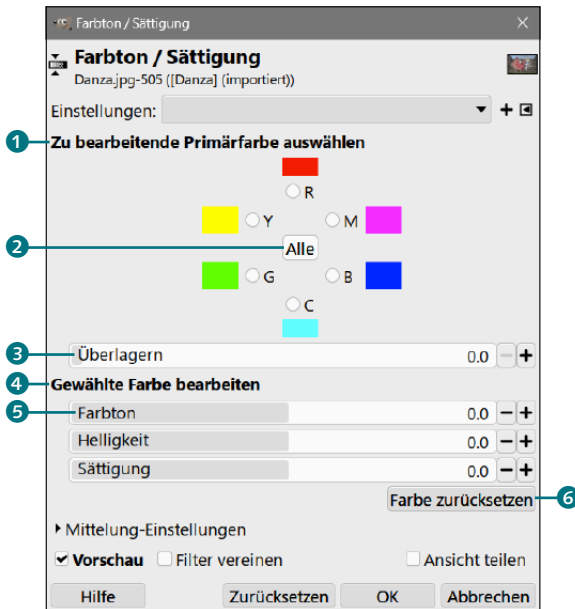 Farbton / Sättigung
Farbton / Sättigung
Danza.jpg-505 ([Danza] (importiert))
Einstellungen:
1 Zu bearbeitende Primärfarbe auswählen
R
Y M
2 Alle
G B
C
3 Überlagern 0.0
4 Gewählte Farbe bearbeiten
5 Farbton 0.0
Helligkeit 0.0
Sättigung 0.0
Farbe zurücksetzen 6
Mittelung-Einstellungen
Vorschau Filter vereinen Ansicht teilen
Hilfe Zurücksetzen OK Abbrechen